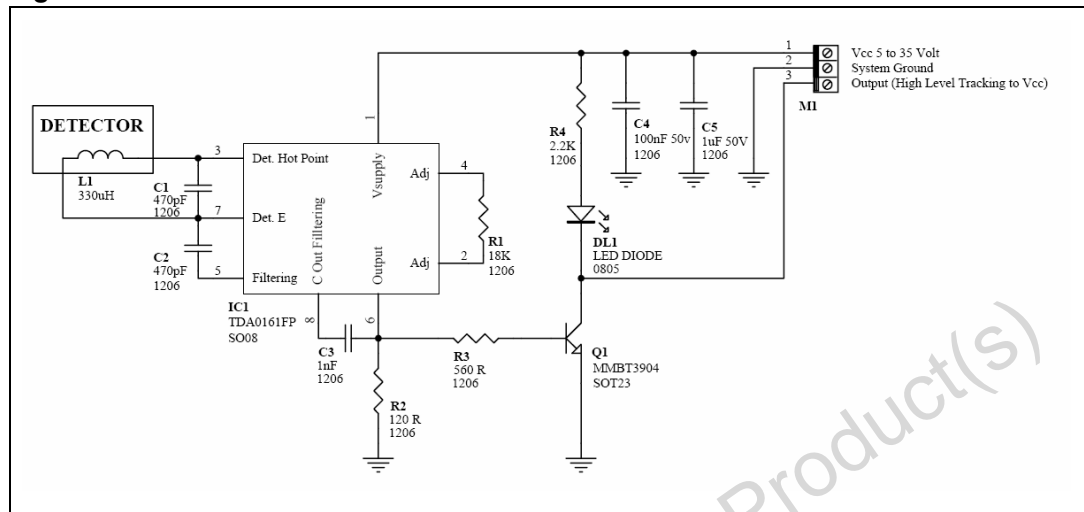 1
Vcc 5 to 35 Volt
2
System Ground
3
Output (High Level Tracking to Vcc)
M1
DETECTOR
L1
330uH
C1
470pF
1206
C2
470pF
1206
3
7
5
1
Det. Hot Point
Det. E
Filtering
Vsupply
C Out Filltering
Output
Adj
Adj
4
2
R1
18K
1206
IC1
TDA0161FP
SO08
8
6
C3
1nF
1206
R2
120 R
1206
R3
560 R
1206
R4
2.2K
1206
C4
100nF 50v
1206
C5
1uF 50V
1206
DL1
LED DIODE
0805
Q1
MMBT3904
SOT23
Product(s)